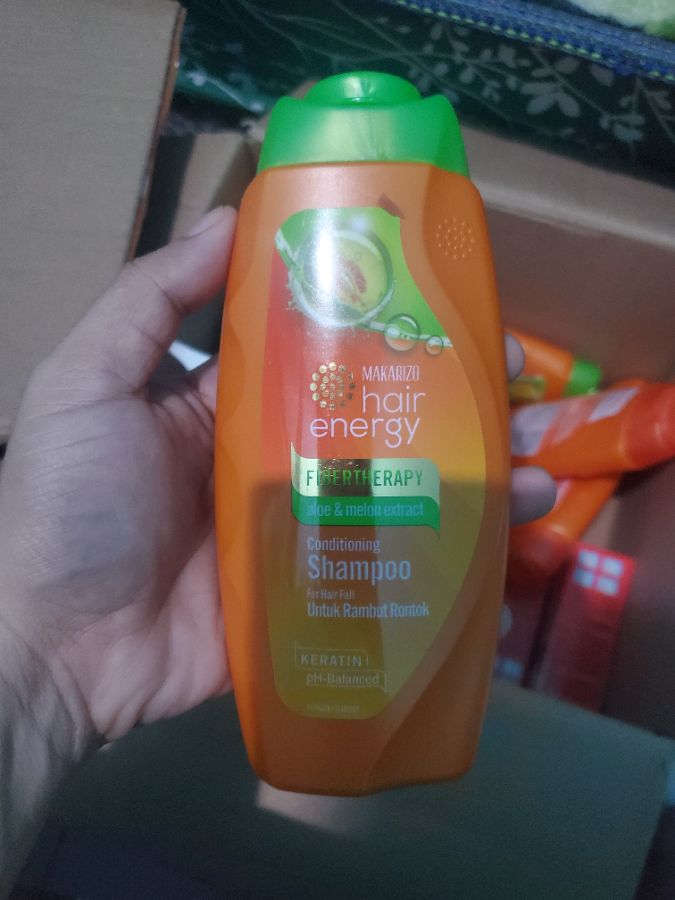 MAKARIZO
hair
energy
FIBERTHERAPY
aloe & melon extract
Conditioning
Shampoo
For Hair Fall
Untuk Rambut Rontok
KERATIN
pH-Balanced